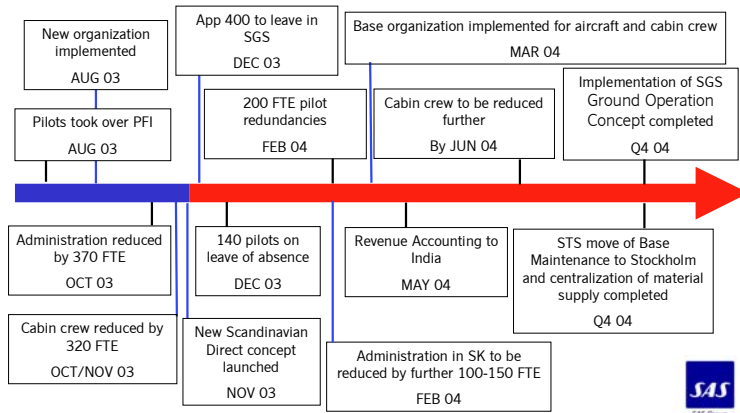 New organization
implemented
AUG 03
App 400 to leave in
SGS
DEC 03
Base organization implemented for aircraft and cabin crew
MAR 04
Pilots took over PFI
AUG 03
200 FTE pilot
redundancies
FEB 04
Cabin crew to be reduced
further
By JUN 04
Implementation of SGS
Ground Operation
Concept completed
Q4 04
Administration reduced
by 370 FTE
OCT 03
140 pilots on
leave of absence
DEC 03
Revenue Accounting to
India
MAY 04
STS move of Base
Maintenance to Stockholm
and centralization of material
supply completed
Q4 04
Cabin crew reduced by
320 FTE
OCT/NOV 03
New Scandinavian
Direct concept
launched
NOV 03
Administration in SK to be
reduced by further 100-150 FTE
FEB 04
SAS